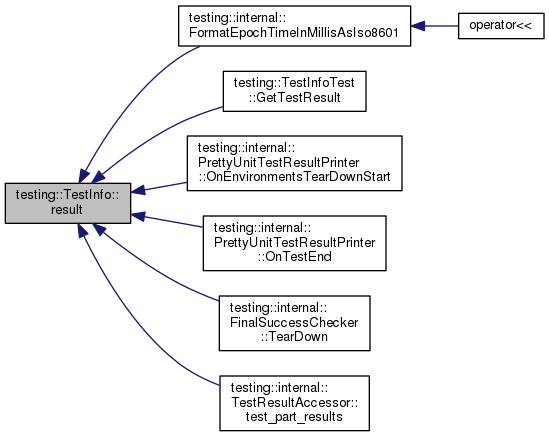 testing::internal::
FormatEpochTimeInMillisAsIso8601
operator<<
testing::TestInfoTest
::GetTestResult
testing::internal::
PrettyUnitTestResultPrinter
::OnEnvironmentsTearDownStart
testing::TestInfo::
result
testing::internal::
PrettyUnitTestResultPrinter
::OnTestEnd
testing::internal::
FinalSuccessChecker
::TearDown
testing::internal::
TestResultAccessor::
test_part_results